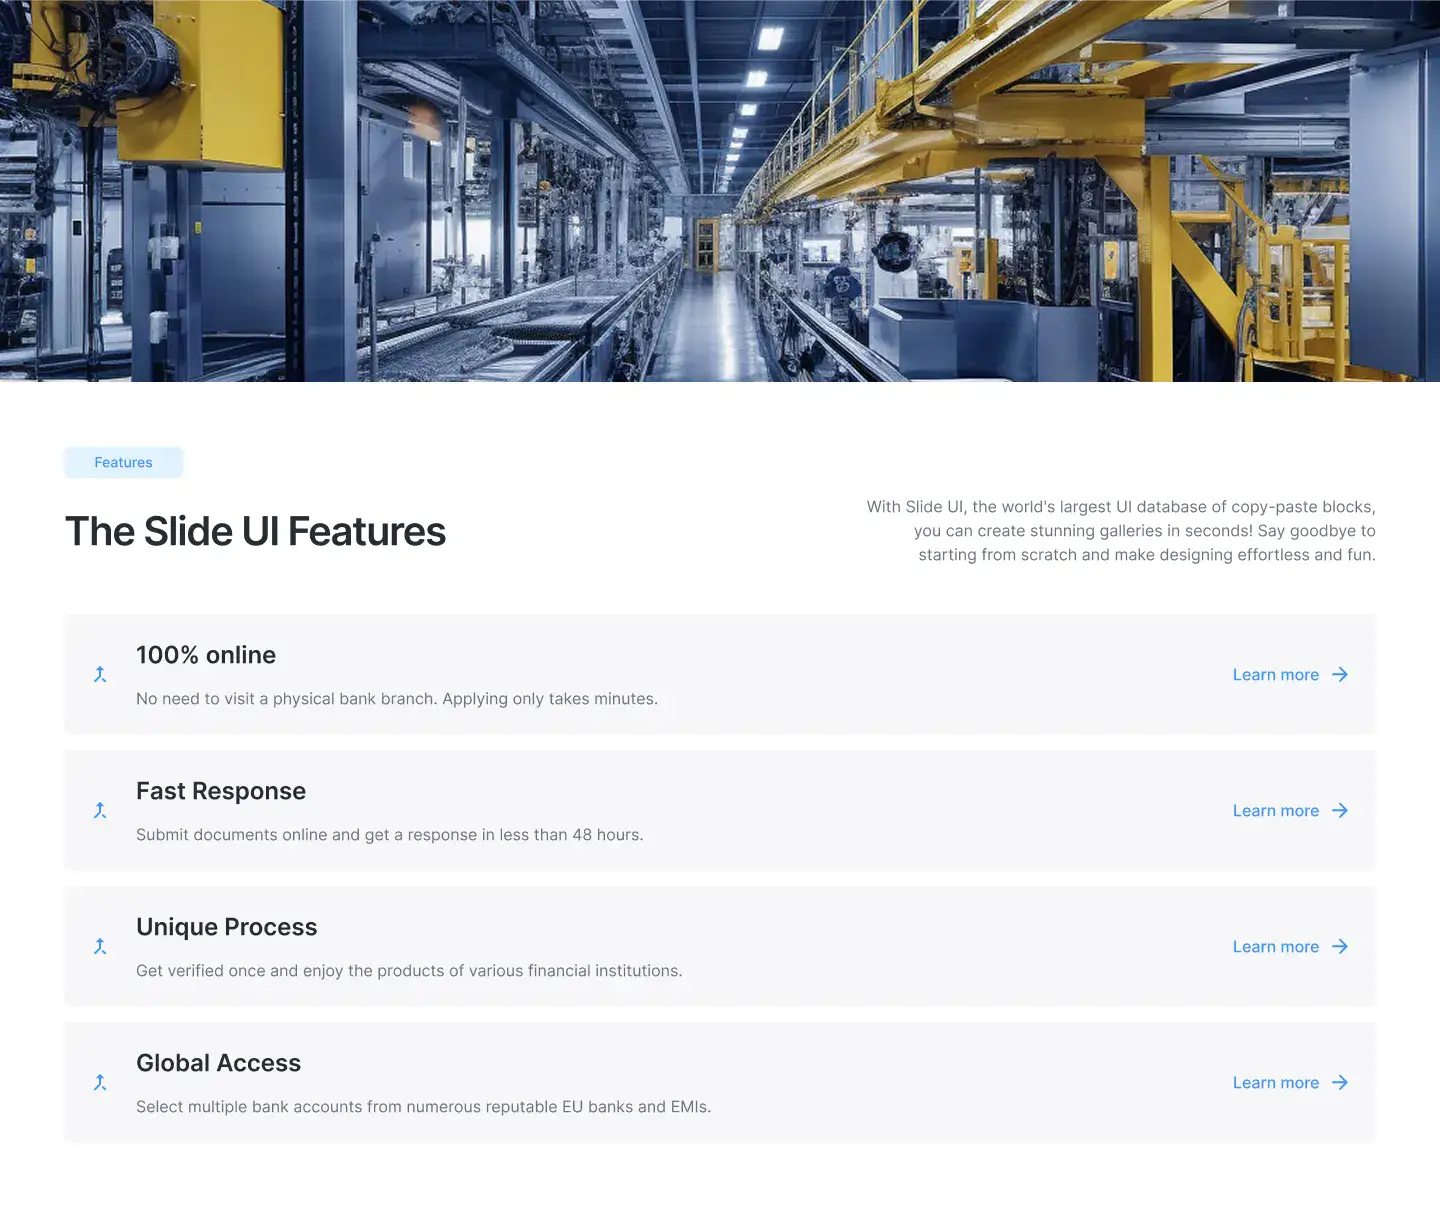 Features
The Slide UI Features
With Slide UI, the world's largest UI database of copy-paste blocks,
you can create stunning galleries in seconds! Say goodbye to
starting from scratch and make designing effortless and fun.
100% online
No need to visit a physical bank branch. Applying only takes minutes.
Learn more
Fast Response
Submit documents online and get a response in less than 48 hours.
Learn more
Unique Process
Get verified once and enjoy the products of various financial institutions.
Learn more
Global Access
Select multiple bank accounts from numerous reputable EU banks and EMIs.
Learn more